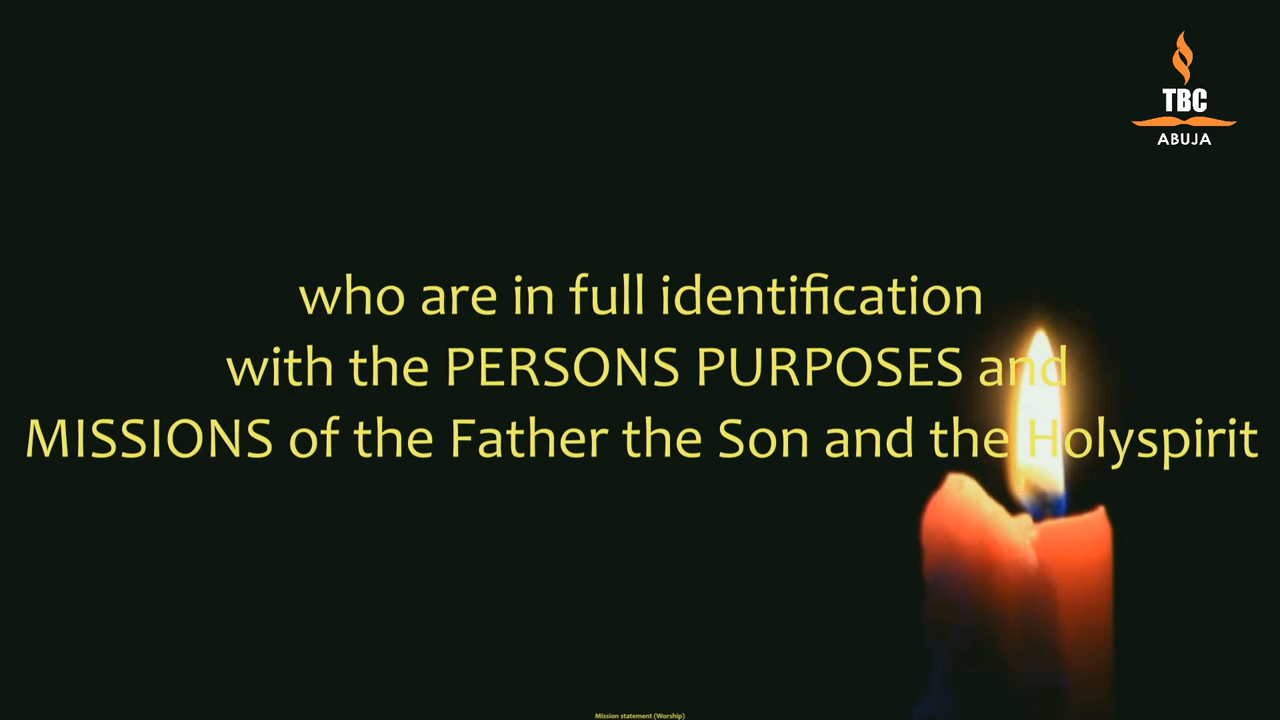 TBC
ABUJA
who are in full identification
with the PERSONS PURPOSES and
MISSIONS of the Father the Son and the Holyspirit
Mission statement (Worship)